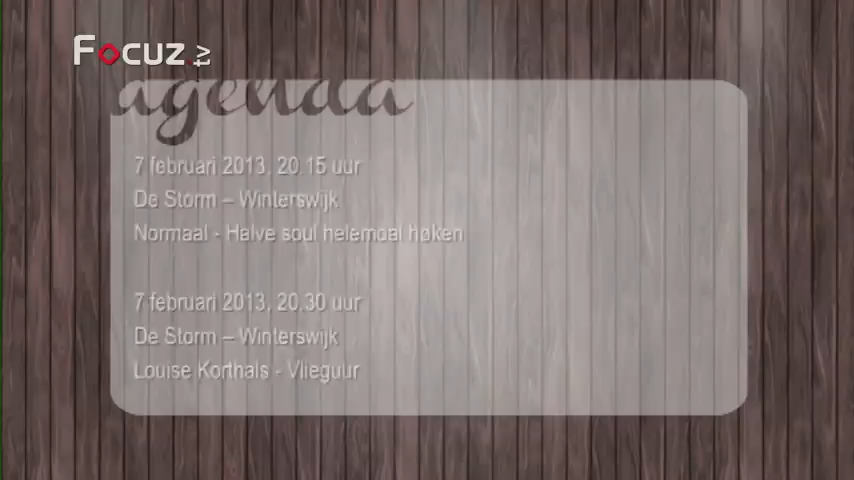 Focuz.tv
agenda
7 februari 2013, 20.15 uur
De Storm – Winterswijk
Normaal - Halve soul helemoal høken
7 februari 2013, 20.30 uur
De Storm – Winterswijk
Louise Korthals - Vlieguur